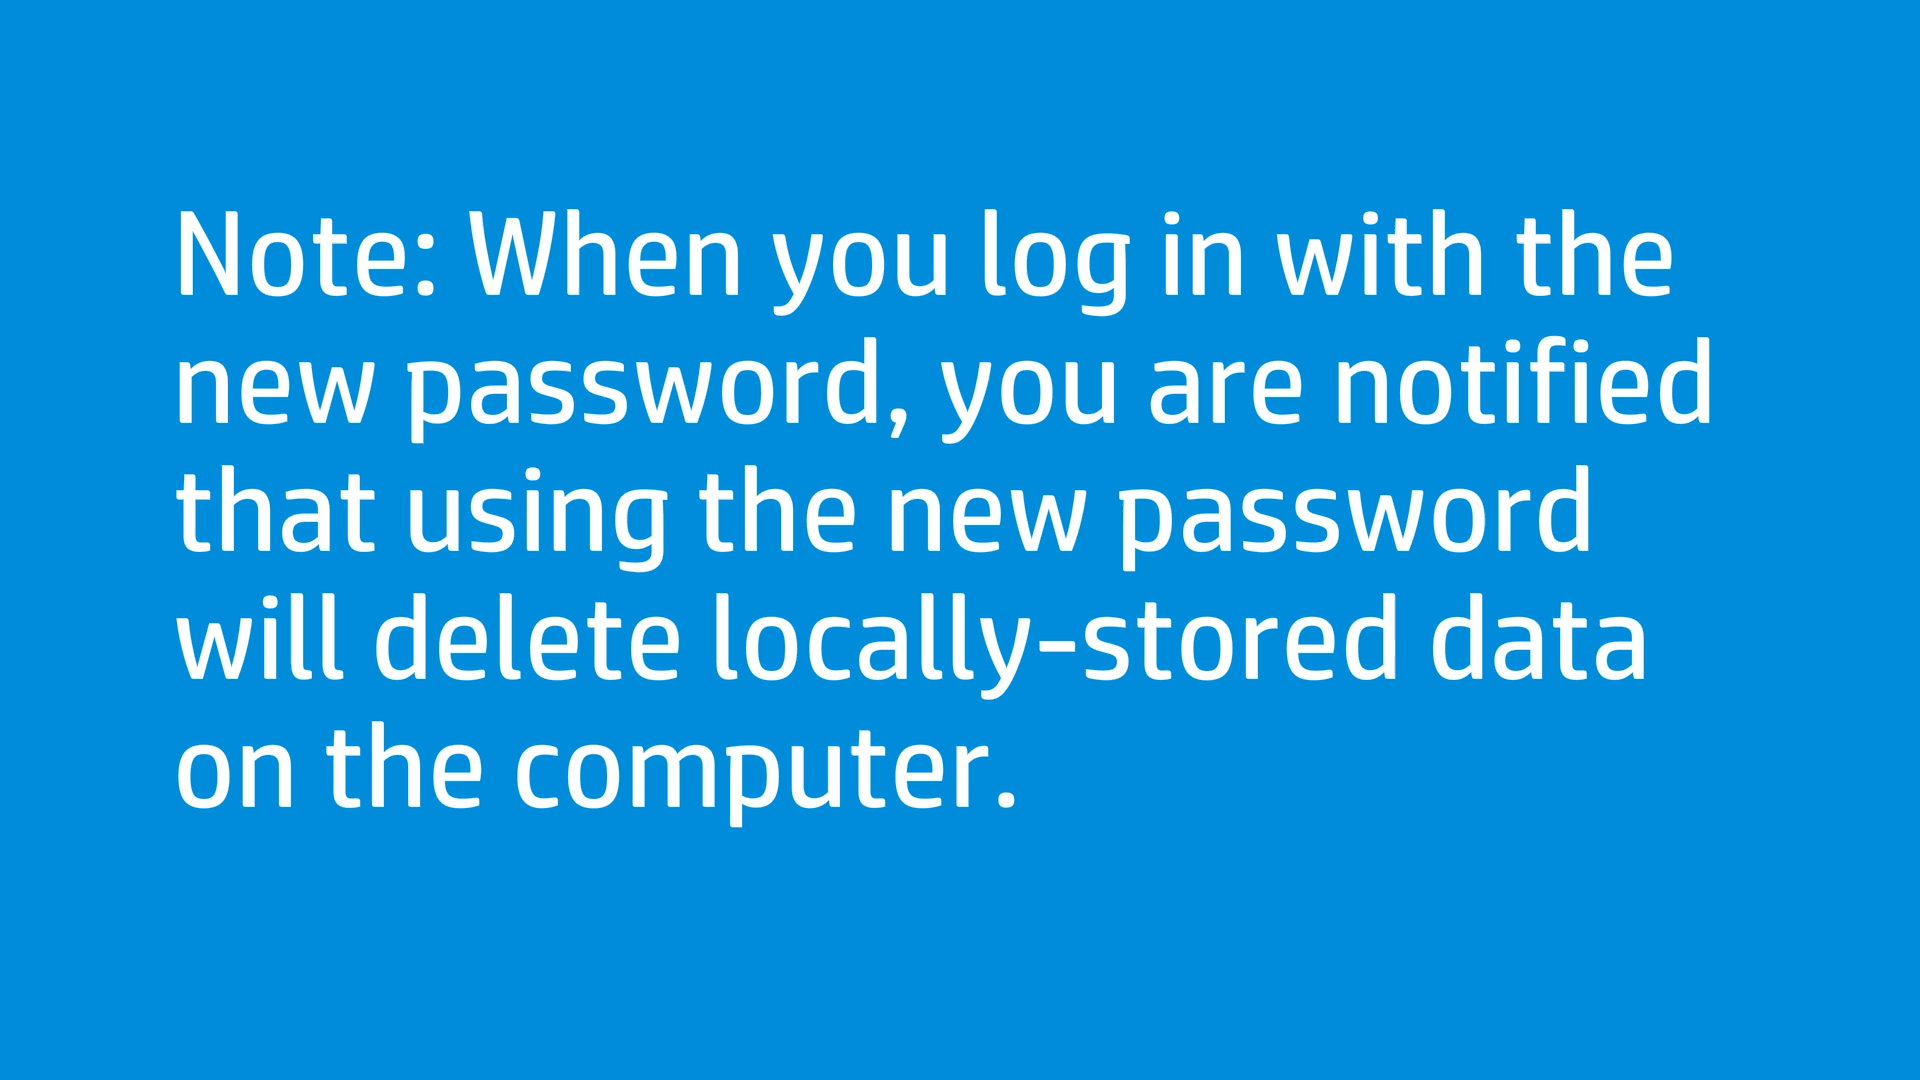 Note: When you log in with the
new password, you are notified
that using the new password
will delete locally-stored data
on the computer.